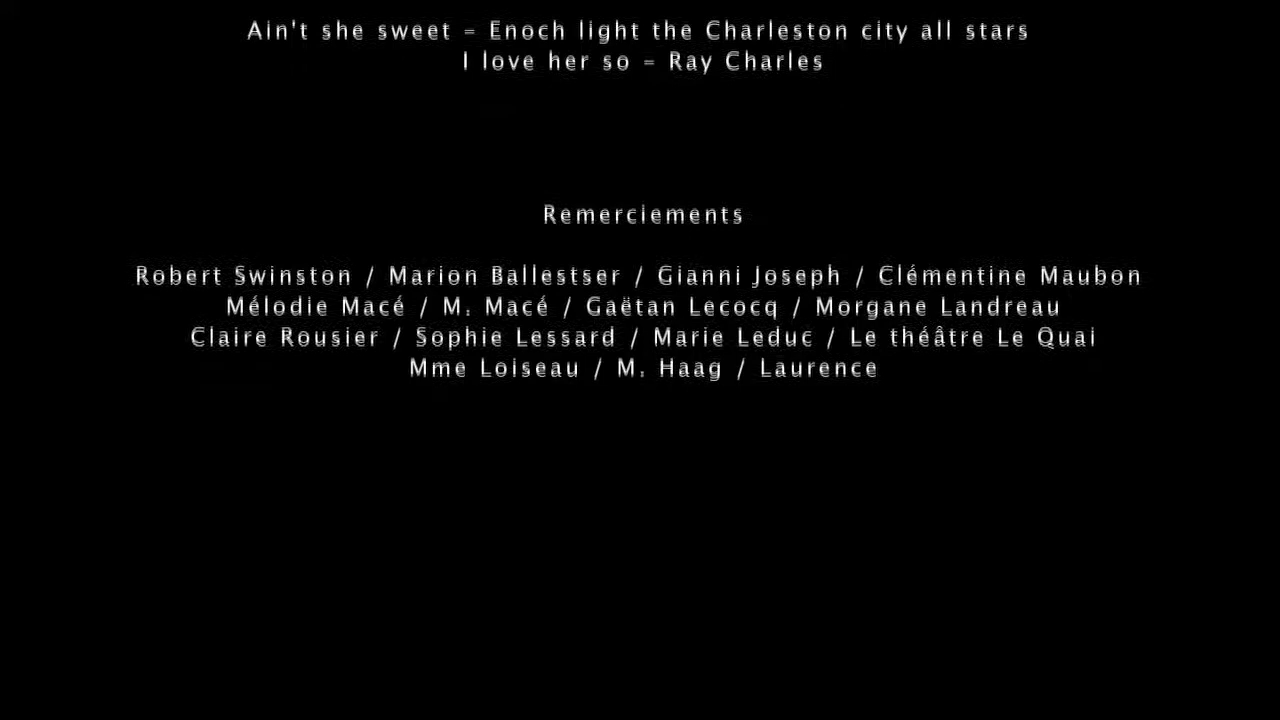 Ain't she sweet = Enoch light the Charleston city all stars
I love her so = Ray Charles
Remerciements
Robert Swinston / Marion Ballestser / Gianni Joseph / Clémentine Maubon
Mélodie Macé / M. Macé / Gaëtan Lecocq / Morgane Landreau
Claire Rousier / Sophie Lessard / Marie Leduc / Le théâtre Le Quai
Mme Loiseau / M. Haag / Laurence